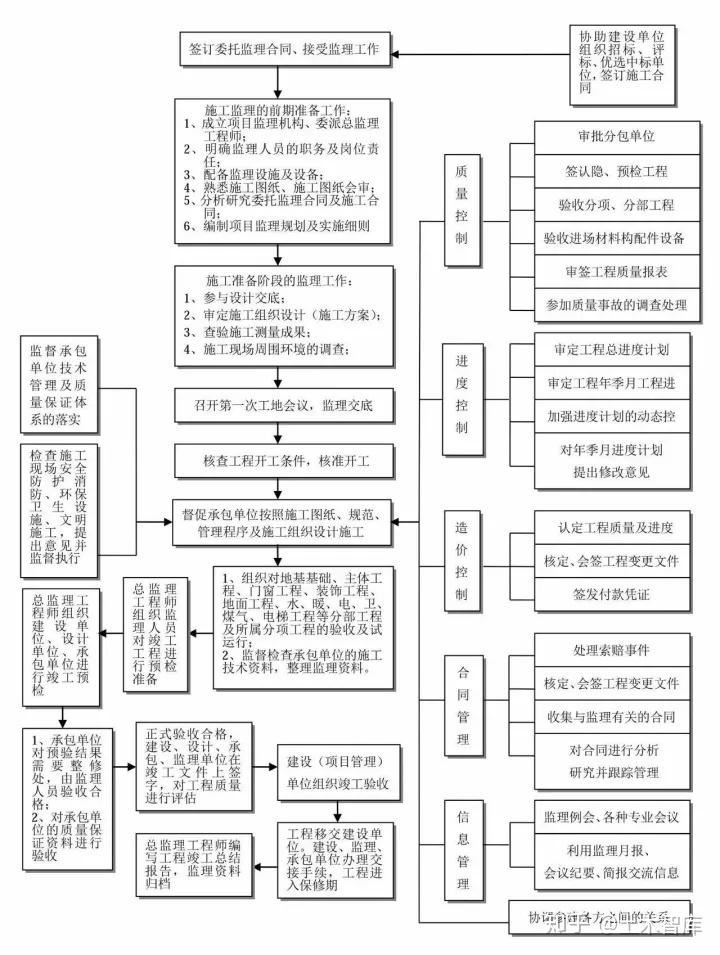 签订委托监理合同、接受监理工作
协助建设单位
组织招标、评
标、优选中标单
位，签订施工合
同
施工监理的前期准备工作：
1、成立项目监理机构、委派总监理
工程师；
2、明确监理人员的职务及岗位责
任；
3、配备监理设施及设备；
4、熟悉施工图纸、施工图纸会审；
5、分析研究委托监理合同及施工合
同；
6、编制项目监理规划及实施细则
施工准备阶段的监理工作：
1、参与设计交底；
2、审定施工组织设计（施工方案）；
3、查验施工测量成果；
4、施工现场周围环境的调查；
召开第一次工地会议，监理交底
核查工程开工条件，核准开工
督促承包单位按照施工图纸、规范、
管理程序及施工组织设计施工
监督承包
单位技术
管理及质
量保证体
系的落实
检查施工
现场安全
防护消
防、环保
卫生设
施、文明
施工，提
出意见并
监督执行
1、组织对地基基础、主体工
程、门窗工程、装饰工程、
地面工程、水、暖、电、卫、
煤气、电梯工程等分部工程
及所属分项工程的验收及试
运行；
2、监督检查承包单位的施工
技术资料，整理监理资料。
总监理
工程师
组织监
理人员
对竣工
工程进
行预检
准备
总监理工
程师组织
建设单
位、设计
单位、承
包单位进
行竣工预
检
1、承包单位
对预验结果
需要整修
处，由监理
人员验收合
格；
2、对承包单
位的质量保
证资料进行
验收
正式验收合格，
建设、设计、承
包、监理单位在
竣工文件上签
字，对工程质量
进行评估
建设（项目管理）
单位组织竣工验收
工程移交建设单
位。建设、监理、
承包单位办理交
接手续，工程进
入保修期
总监理工程师编
写工程竣工总结
报告，监理资料
归档
质量控制
审批分包单位
签认隐、预检工程
验收分项、分部工程
验收进场材料构配件设备
审签工程质量报表
参加质量事故的调查处理
进度控制
审定工程总进度计划
审定工程年季月工程进
加强进度计划的动态控
对年季月进度计划
提出修改意见
造价控制
认定工程质量及进度
核定、会签工程变更文件
签发付款凭证
合同管理
处理索赔事件
核定、会签工程变更文件
收集与监理有关的合同
对合同进行分析
研究并跟踪管理
信息管理
监理例会、各种专业会议
利用监理月报、
会议纪要、简报交流信息
协调参建各方之间的关系
知乎 @土木智库